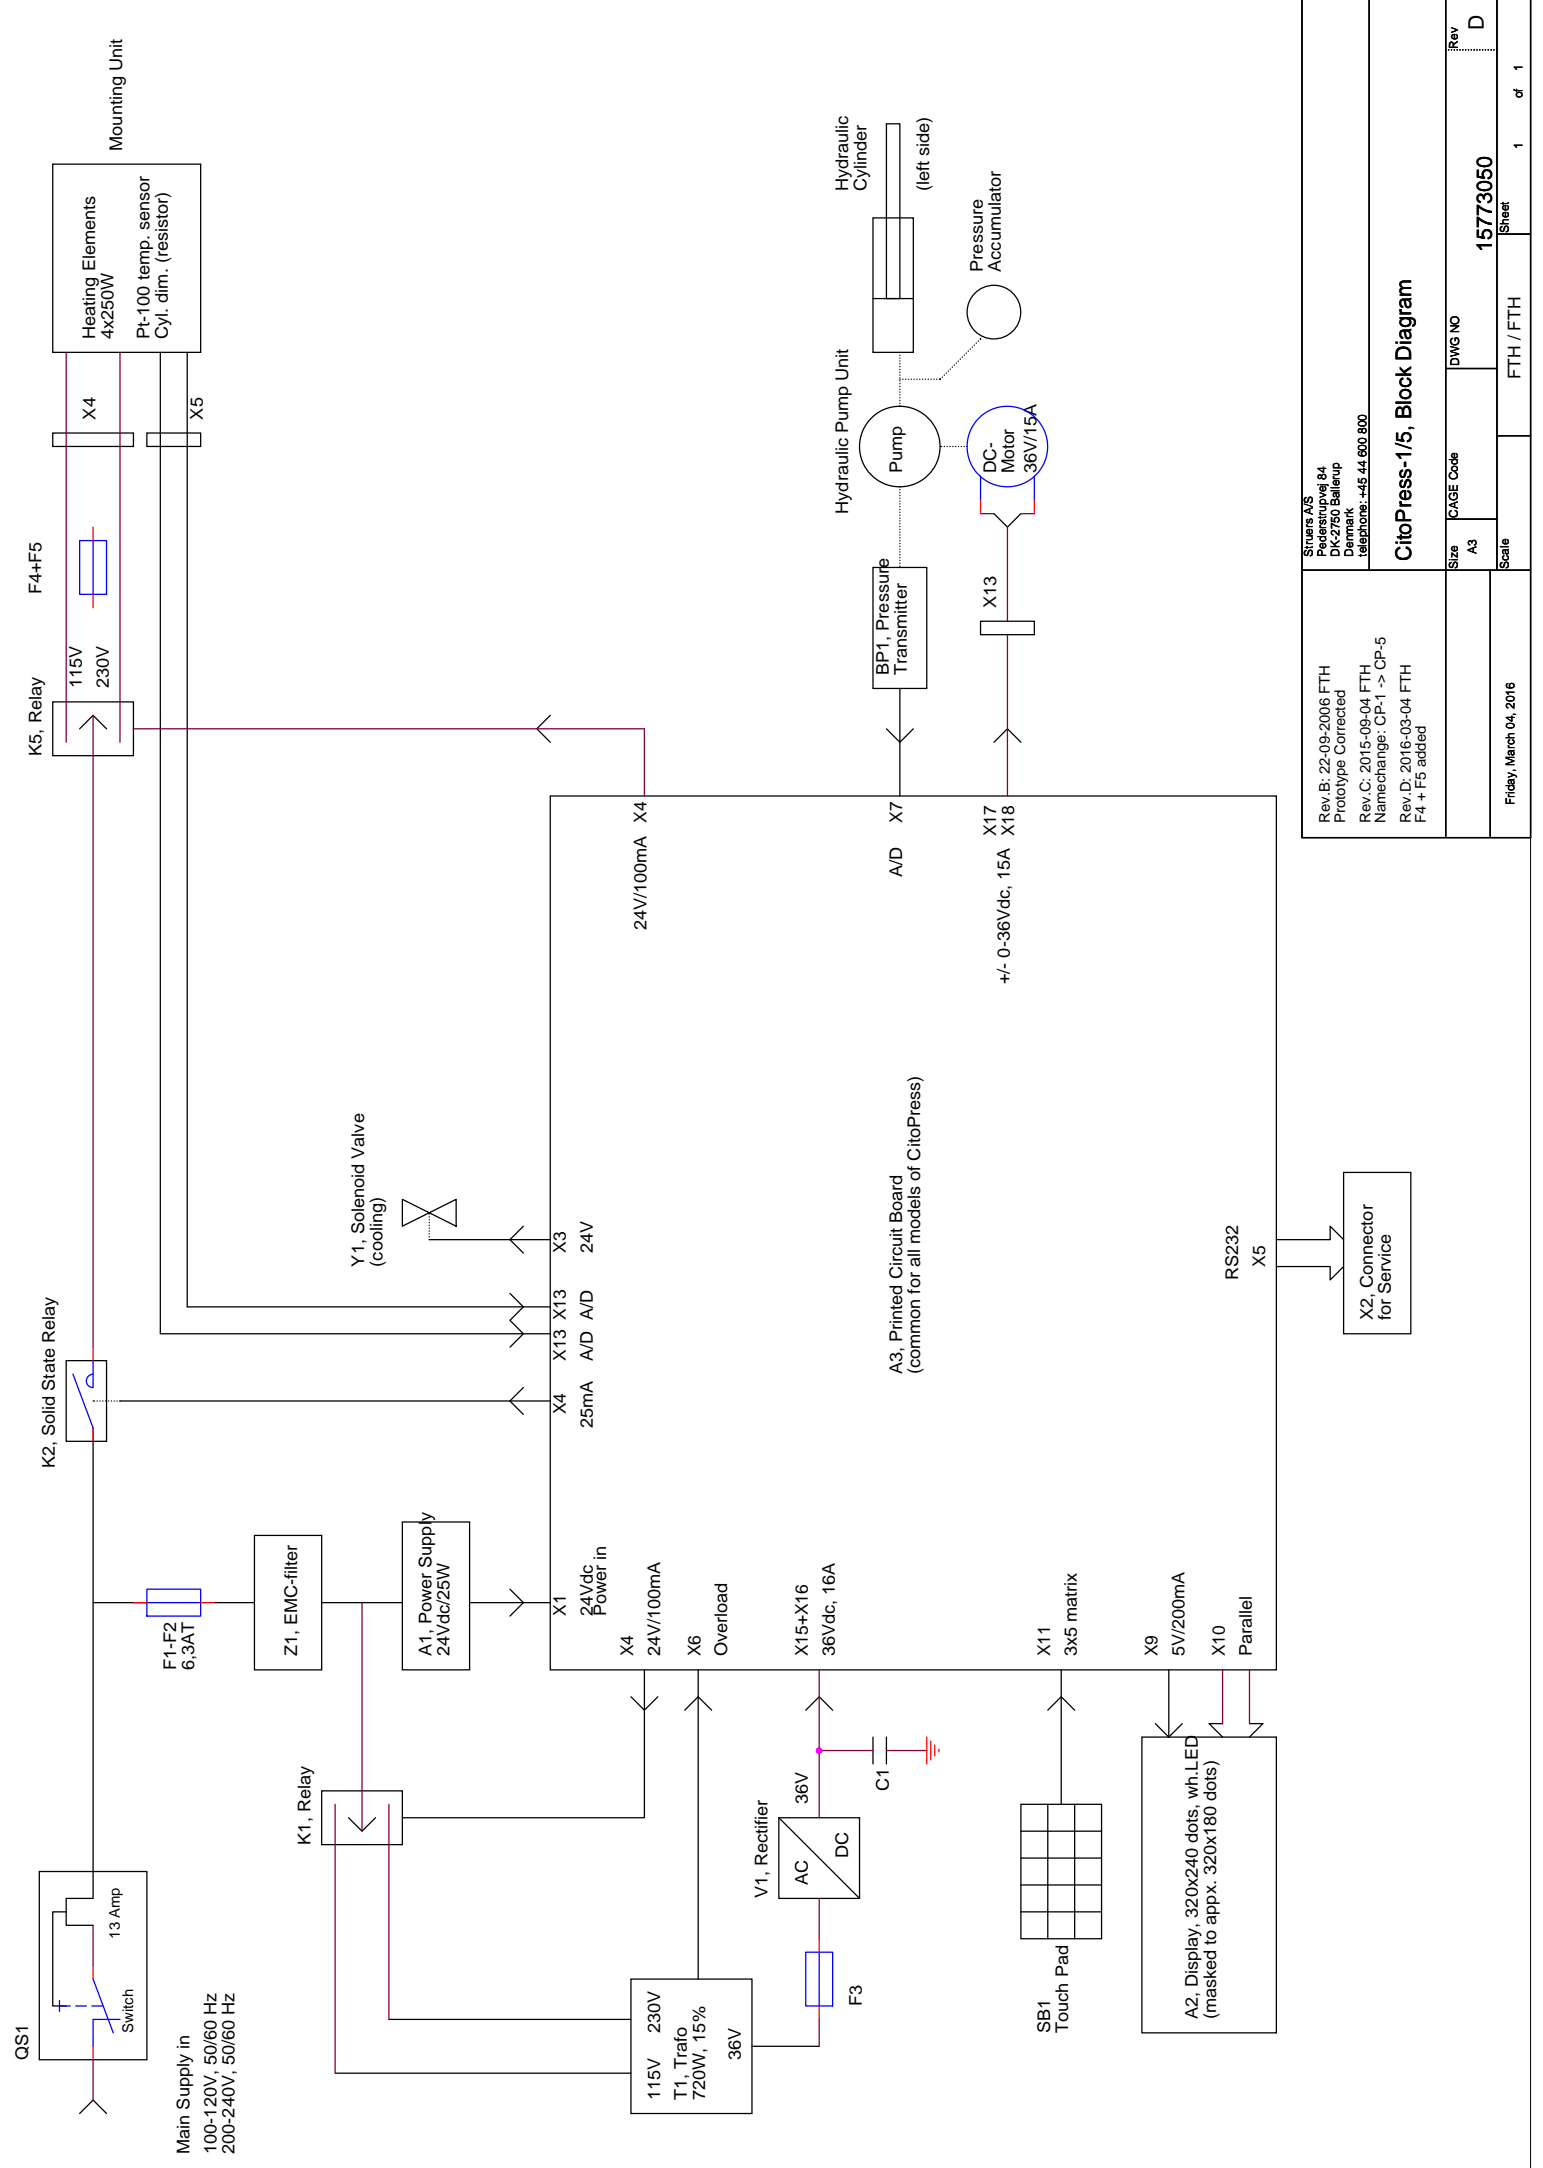 QS1
Switch
13 Amp
Main Supply in
100-120V, 50/60 Hz
200-240V, 50/60 Hz
F1-F2
6,3AT
Z1, EMC-filter
A1, Power Supply
24Vdc/25W
K2, Solid State Relay
K5, Relay
115V
230V
F4+F5
X4
X5
Heating Elements
4x250W
Pt-100 temp. sensor
Cyl. dim. (resistor)
Mounting Unit
Y1, Solenoid Valve
(cooling)
K1, Relay
115V
230V
T1, Trafo
720W, 15%
36V
F3
V1, Rectifier
AC
DC
36V
C1
SB1
Touch Pad
A2, Display, 320x240 dots, wh.LED
(masked to appx. 320x180 dots)
X1
24Vdc
Power in
X4
25mA
X13
A/D
X13
A/D
X3
24V
X4
24V/100mA
X6
Overload
X15+X16
36Vdc, 16A
X11
3x5 matrix
X9
5V/200mA
X10
Parallel
A3, Printed Circuit Board
(common for all models of CitoPress)
24V/100mA
X4
A/D
X7
+/- 0-36Vdc, 15A
X17
X18
RS232
X5
X2, Connector
for Service
BP1, Pressure
Transmitter
X13
Hydraulic Pump Unit
Pump
DC-
Motor
36V/15A
Hydraulic
Cylinder
(left side)
Pressure
Accumulator
Rev.B: 22-09-2006 FTH
Prototype Corrected
Rev.C: 2015-09-04 FTH
Namechange: CP-1 -> CP-5
Rev.D: 2016-03-04 FTH
F4 + F5 added
Friday, March 04, 2016
Struers A/S
Pederstrupvej 84
DK-2750 Ballerup
Denmark
telephone: +45 44 600 800
CitoPress-1/5, Block Diagram
Size
A3
CAGE Code
DWG NO
15773050
Rev
D
Scale
FTH / FTH
Sheet
1 of 1